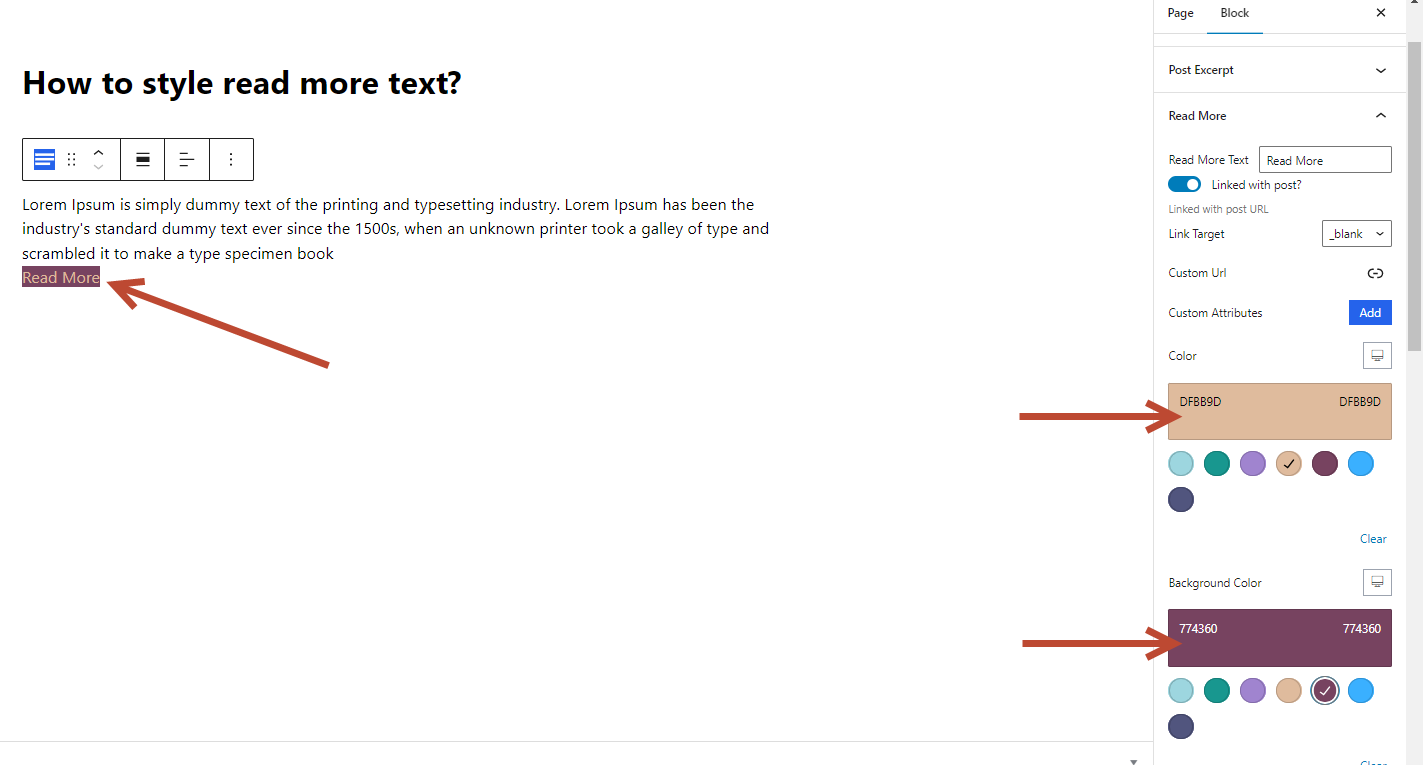 How to style read more text?
Lorem Ipsum is simply dummy text of the printing and typesetting industry. Lorem Ipsum has been the
industry's standard dummy text ever since the 1500s, when an unknown printer took a galley of type and
scrambled it to make a type specimen book
Read More
Page Block
Post Excerpt
Read More
Read More Text Read More
Linked with post?
Linked with post URL
Link Target _blank
Custom Url
Custom Attributes Add
Color
DFBB9D DFBB9D
Clear
Background Color
774360 774360
Clear